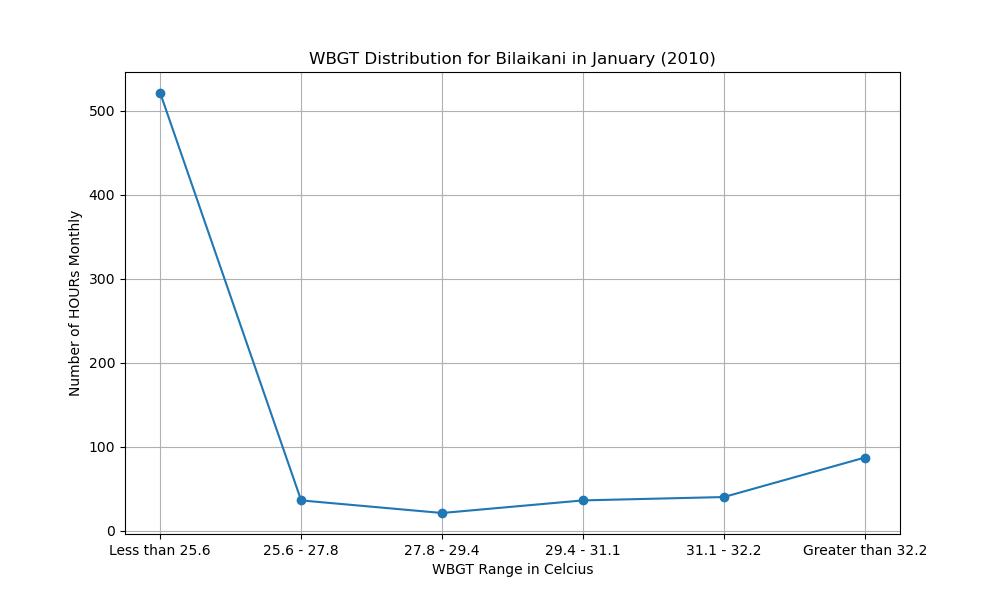 WBGT Distribution for Bilaikani in January (2010)
Number of HOURs Monthly
500
400
300
200
100
0
Less than 25.6 25.6 - 27.8 27.8 - 29.4 29.4 - 31.1 31.1 - 32.2 Greater than 32.2
WBGT Range in Celcius